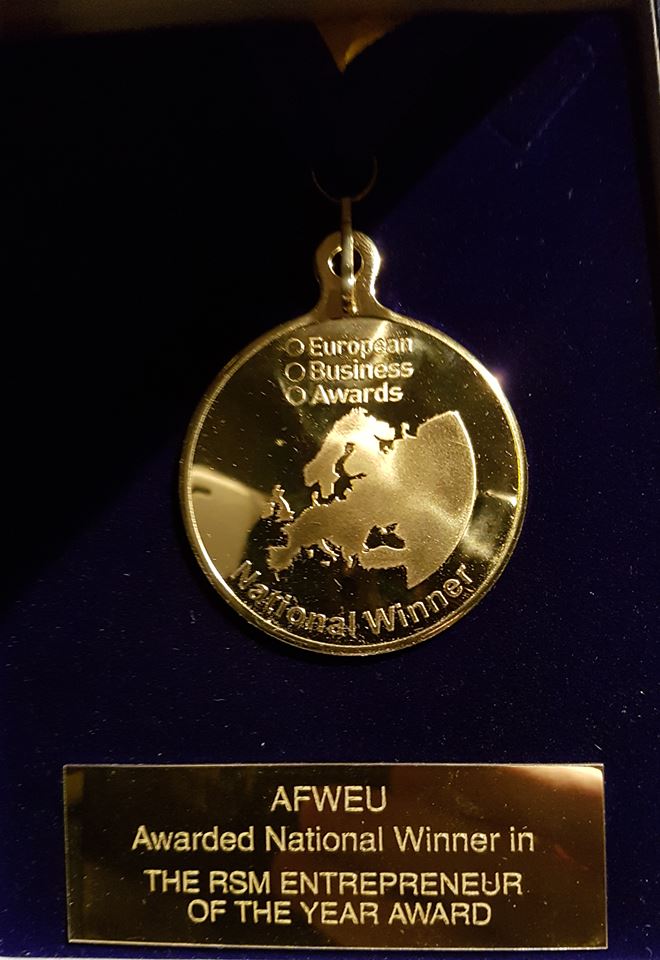 European
Business
Awards
National Winner
AFWEU
Awarded National Winner in
THE RSM ENTREPRENEUR
OF THE YEAR AWARD